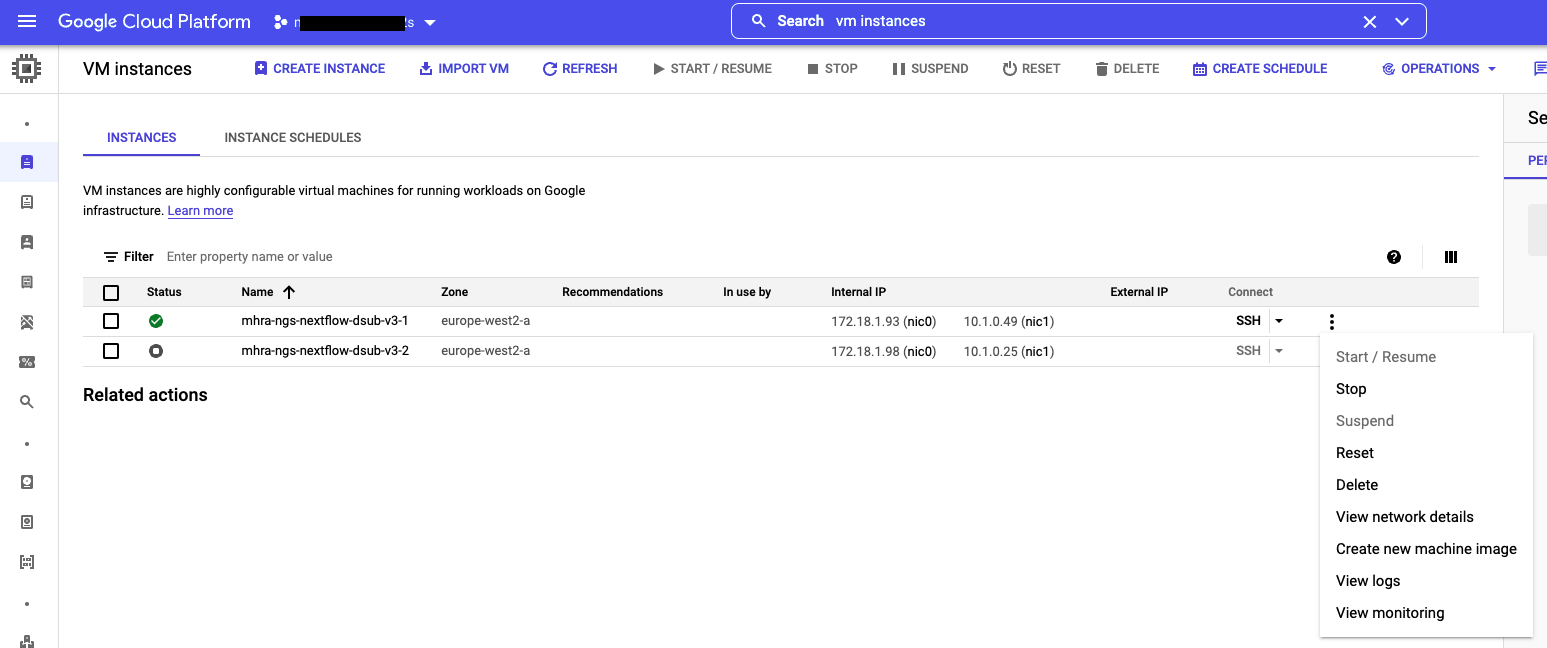 Google Cloud Platform
Search vm instances
VM instances CREATE INSTANCE IMPORT VM REFRESH START / RESUME STOP SUSPEND RESET DELETE CREATE SCHEDULE OPERATIONS
INSTANCES INSTANCE SCHEDULES
VM instances are highly configurable virtual machines for running workloads on Google
infrastructure. Learn more
Filter Enter property name or value
Status Name Zone Recommendations In use by Internal IP External IP Connect
mhra-ngs-nextflow-dsub-v3-1 europe-west2-a 172.18.1.93 (nic0) 10.1.0.49 (nic1) SSH
mhra-ngs-nextflow-dsub-v3-2 europe-west2-a 172.18.1.98 (nic0) 10.1.0.25 (nic1) SSH
Related actions
Start / Resume
Stop
Suspend
Reset
Delete
View network details
Create new machine image
View logs
View monitoring